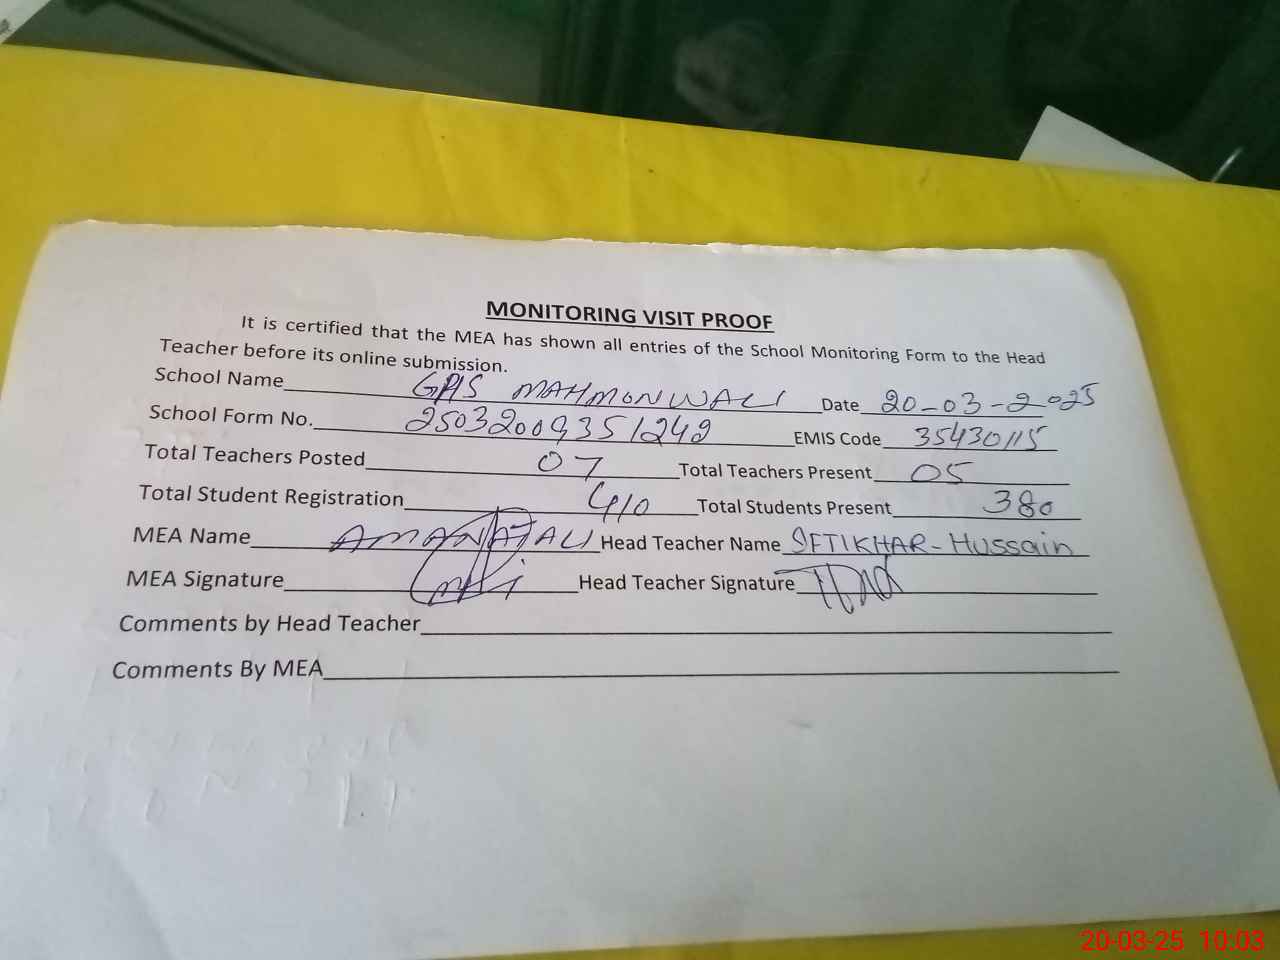 MONITORING VISIT PROOF
It is certified that the MEA has shown all entries of the School Monitoring Form to the Head
Teacher before its online submission.
School Name GPS MAHMONWALI Date 20-03-2025
School Form No. 25032009351242 EMIS Code 35430115
Total Teachers Posted 07 Total Teachers Present 05
Total Student Registration 410 Total Students Present 380
MEA Name AMANAT ALI Head Teacher Name IFTIKHAR-HUSSain
MEA Signature Head Teacher Signature
Comments by Head Teacher
Comments By MEA
20-03-25 10:03